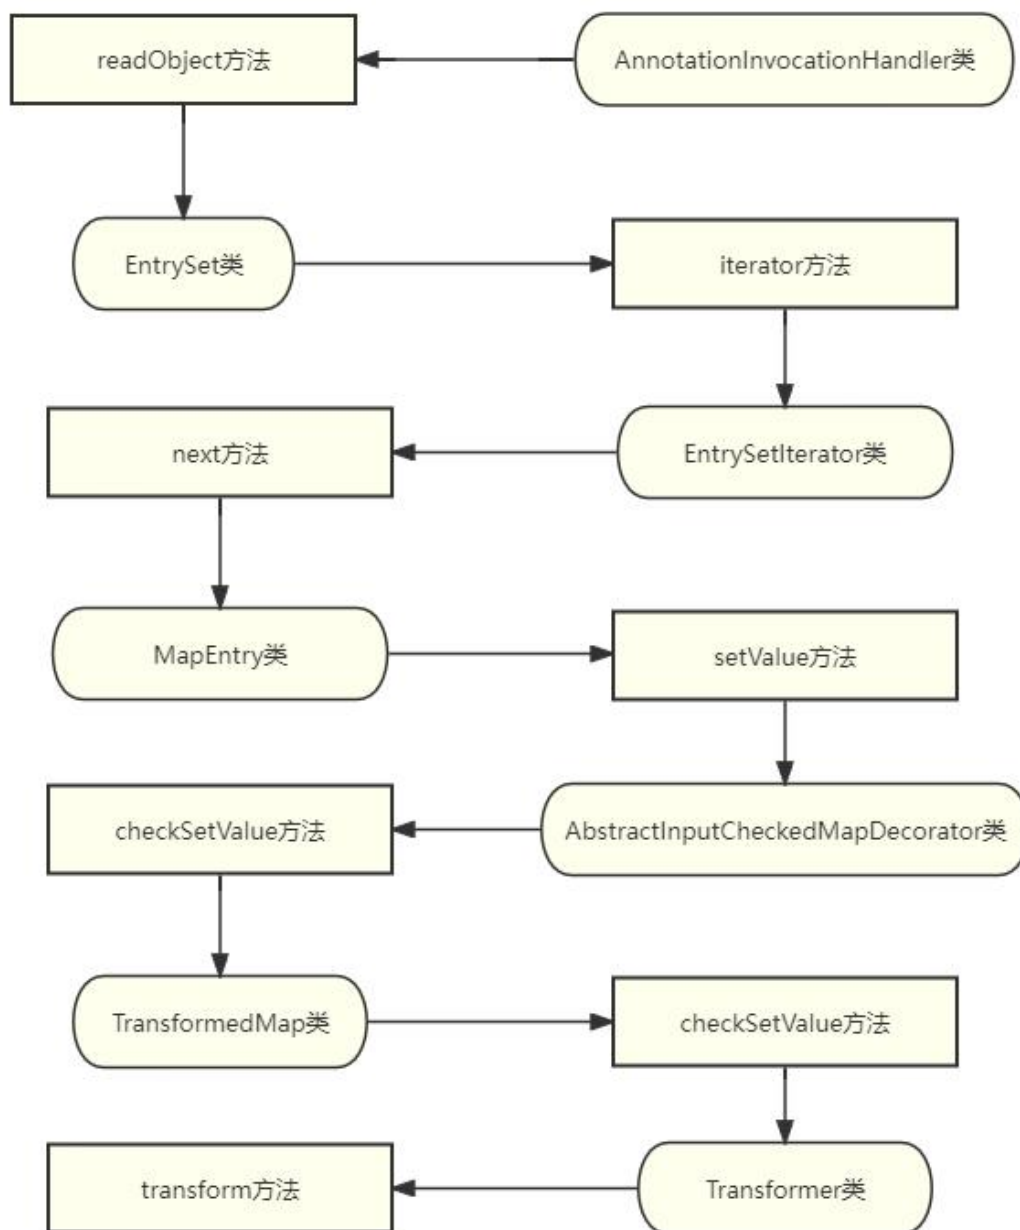 readObject方法
AnnotationInvocationHandler类
EntrySet类
iterator方法
next方法
EntrySetIterator类
MapEntry类
setValue方法
checkSetValue方法
AbstractInputCheckedMapDecorator类
TransformedMap类
checkSetValue方法
transform方法
Transformer类